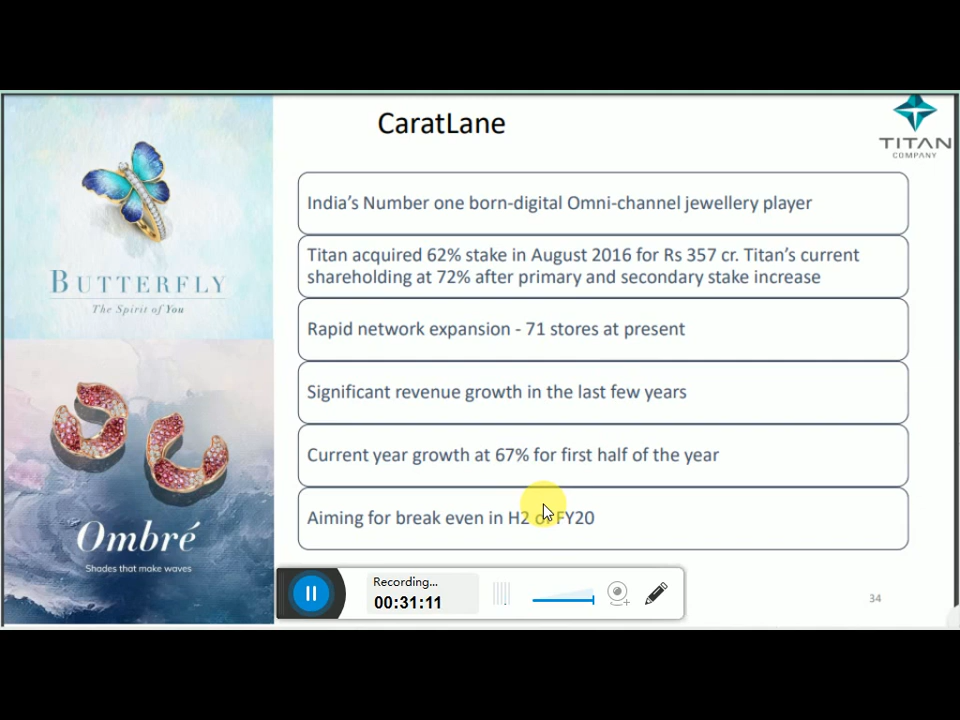 CaratLane
TITAN
COMPANY
India's Number one born-digital Omni-channel jewellery player
Titan acquired 62% stake in August 2016 for Rs 357 cr. Titan's current
shareholding at 72% after primary and secondary stake increase
Rapid network expansion - 71 stores at present
Significant revenue growth in the last few years
Current year growth at 67% for first half of the year
Aiming for break even in H2 of FY20
BUTTERFLY
The Spirit of You
Ombré
Shades that make waves
Recording...
00:31:11
34